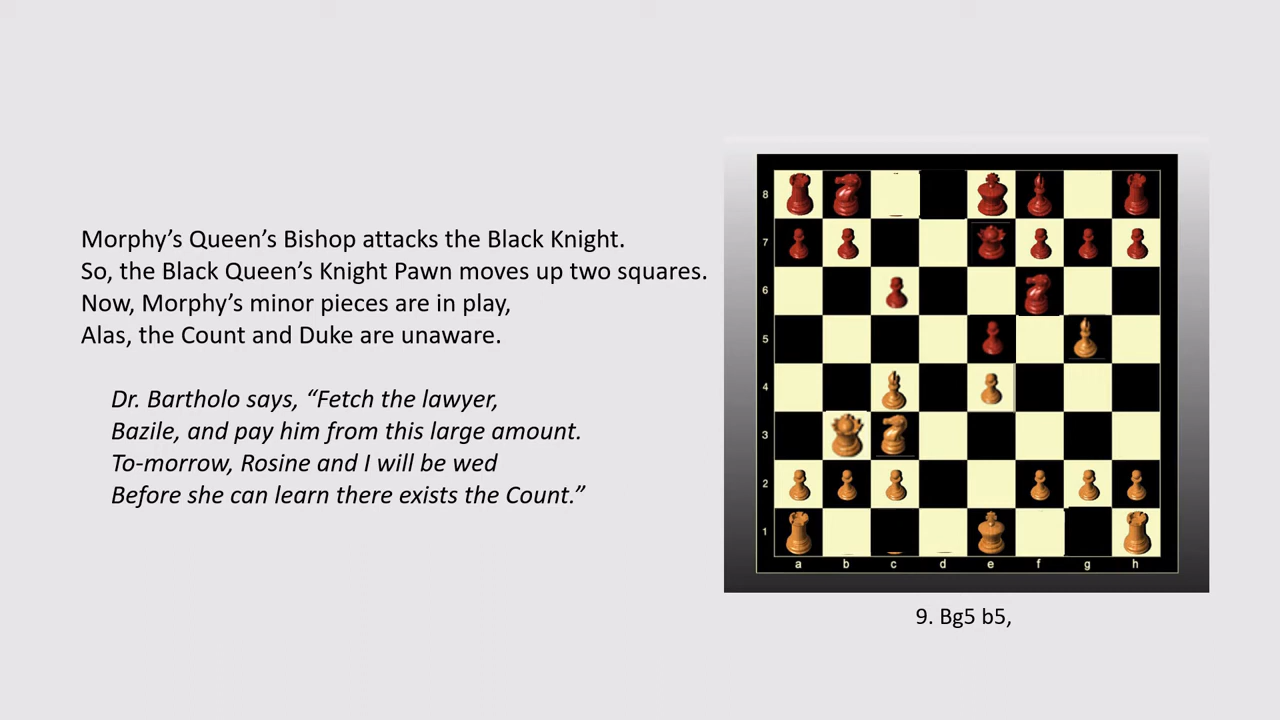 Morphy’s Queen’s Bishop attacks the Black Knight.
So, the Black Queen’s Knight Pawn moves up two squares.
Now, Morphy’s minor pieces are in play,
Alas, the Count and Duke are unaware.
Dr. Bartholo says, “Fetch the lawyer,
Bazile, and pay him from this large amount.
To-morrow, Rosine and I will be wed
Before she can learn there exists the Count.”
8
7
6
5
4
3
2
1
a b c d e f g h
9. Bg5 b5,